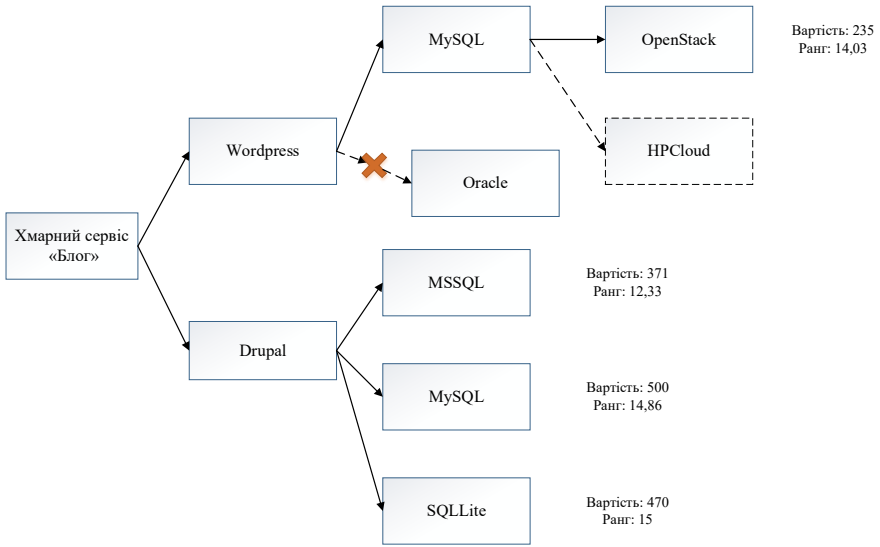 MySQL
OpenStack
Вартість: 235
Ранг: 14,03
Wordpress
HPCloud
Oracle
Хмарний сервіс
«Блог»
MSSQL
Вартість: 371
Ранг: 12,33
Drupal
MySQL
Вартість: 500
Ранг: 14,86
SQLLite
Вартість: 470
Ранг: 15